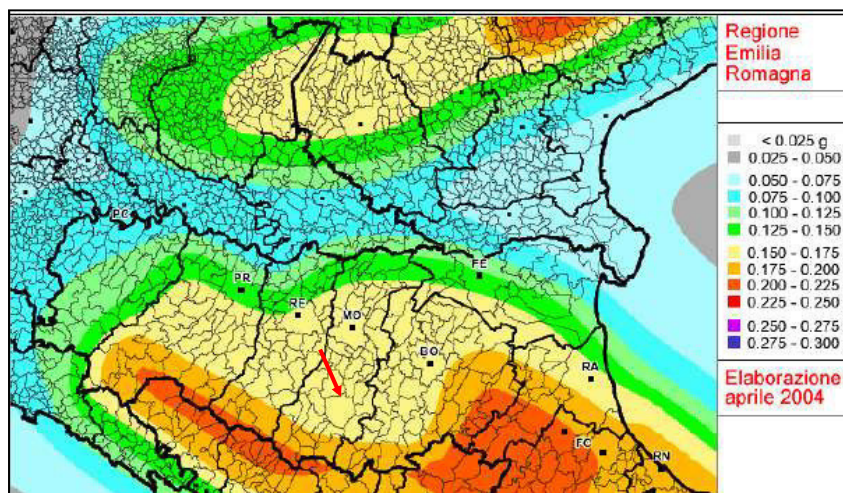 Regione
Emilia
Romagna
< 0.025 g
0.025 - 0.050
0.050 - 0.075
0.075 - 0.100
0.100 - 0.125
0.125 - 0.150
0.150 - 0.175
0.175 - 0.200
0.200 - 0.225
0.225 - 0.250
0.250 - 0.275
0.275 - 0.300
Elaborazione
aprile 2004
PC
PR
FE
RE
MO
BO
RA
FC
RN